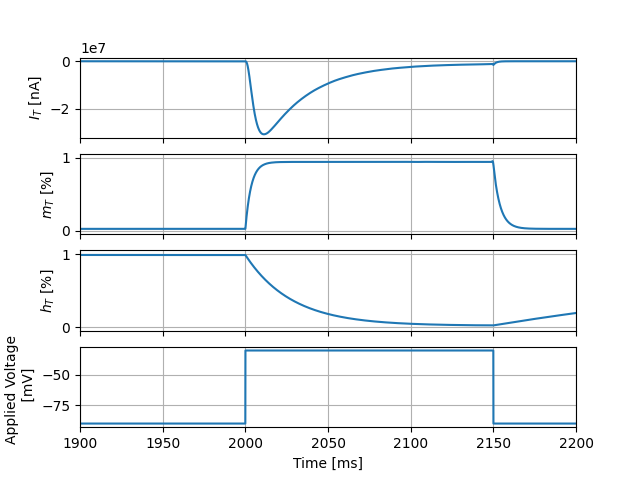 1e7
0
−2
I_T [nA]
1
0
m_T [%]
1
0
h_T [%]
−50
−75
Applied Voltage
[mV]
1900 1950 2000 2050 2100 2150 2200
Time [ms]